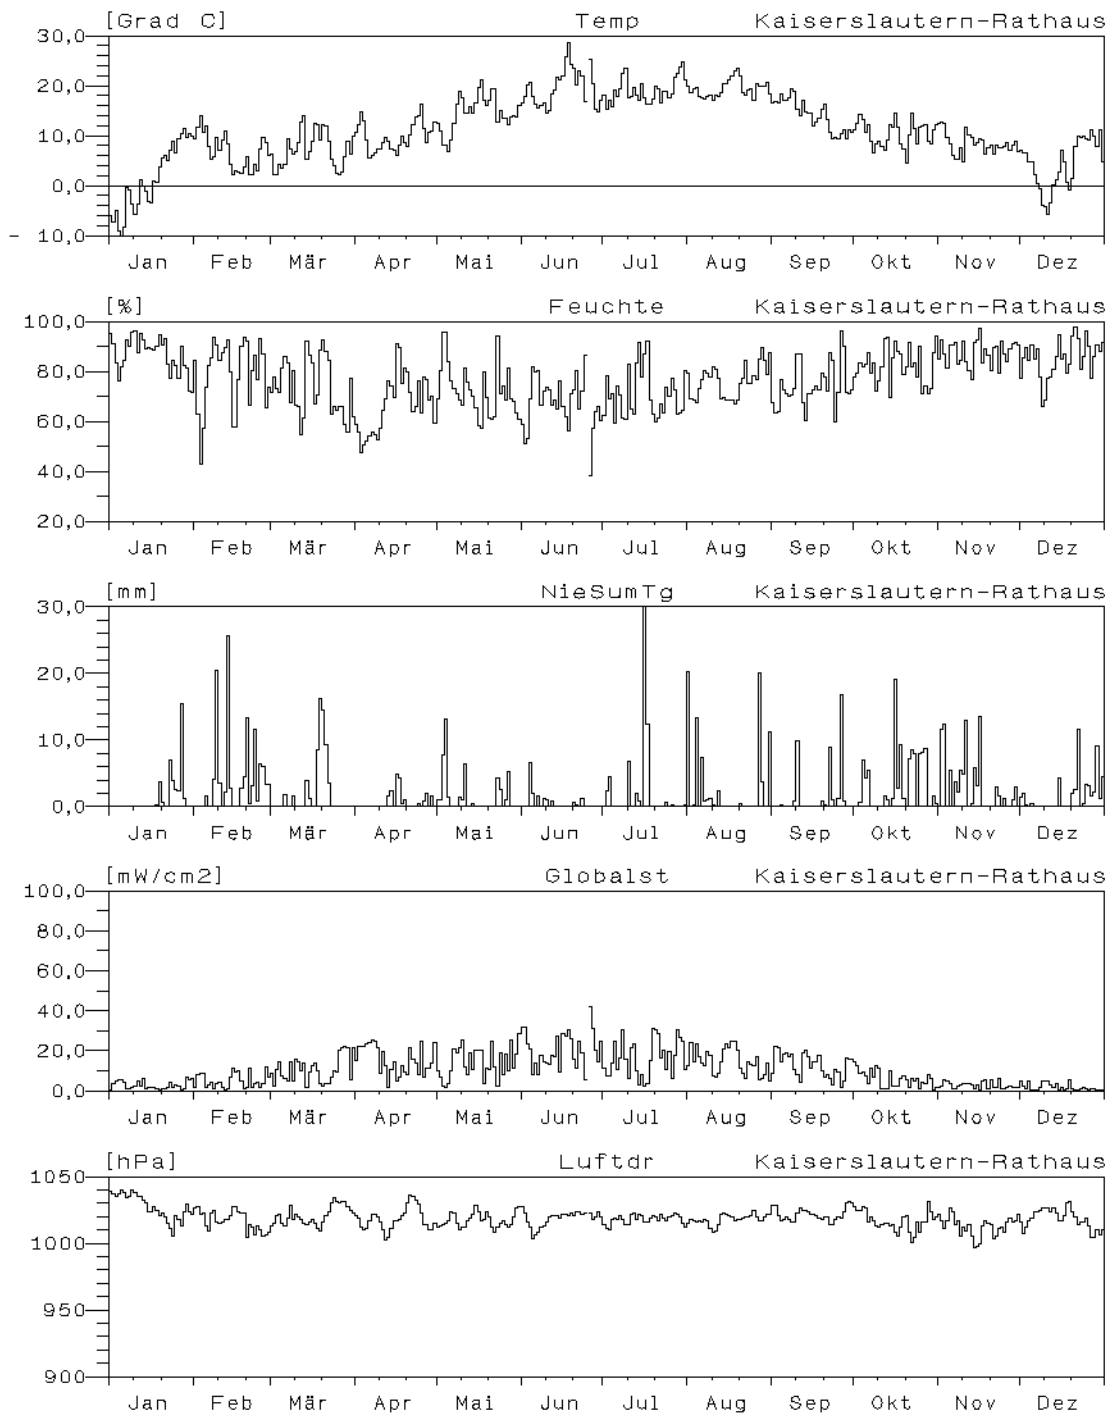 [Grad C] Temp Kaiserslautern-Rathaus
30,0
20,0
10,0
0,0
- 10,0
Jan Feb Mär Apr Mai Jun Jul Aug Sep Okt Nov Dez
[%] Feuchte Kaiserslautern-Rathaus
100,0
80,0
60,0
40,0
20,0
Jan Feb Mär Apr Mai Jun Jul Aug Sep Okt Nov Dez
[mm] NieSumTg Kaiserslautern-Rathaus
30,0
20,0
10,0
0,0
Jan Feb Mär Apr Mai Jun Jul Aug Sep Okt Nov Dez
[mW/cm2] Globalst Kaiserslautern-Rathaus
100,0
80,0
60,0
40,0
20,0
0,0
Jan Feb Mär Apr Mai Jun Jul Aug Sep Okt Nov Dez
[hPa] Luftdr Kaiserslautern-Rathaus
1050
1000
950
900
Jan Feb Mär Apr Mai Jun Jul Aug Sep Okt Nov Dez